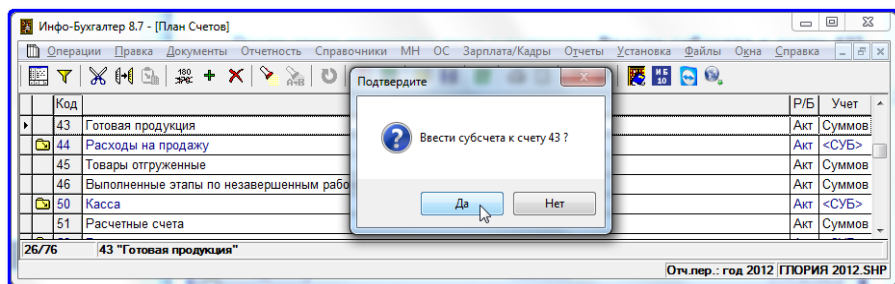 Инфо-Бухгалтер 8.7 - [План Счетов]
Операции Правка Документы Отчетность Справочники МН ОС Зарплата/Кадры Отчеты Установка Файлы Окна Справка
Подтвердите
Ввести субсчета к счету 43 ?
Да Нет
Код Р/Б Учет
43 Готовая продукция Акт Суммов
44 Расходы на продажу Акт <СУБ>
45 Товары отгруженные Акт Суммов
46 Выполненные этапы по незавершенным рабо Акт Суммов
50 Касса Акт <СУБ>
51 Расчетные счета Акт Суммов
26/76 43 "Готовая продукция"
Отч.пер.: год 2012 ГЛОРИЯ 2012.SHP